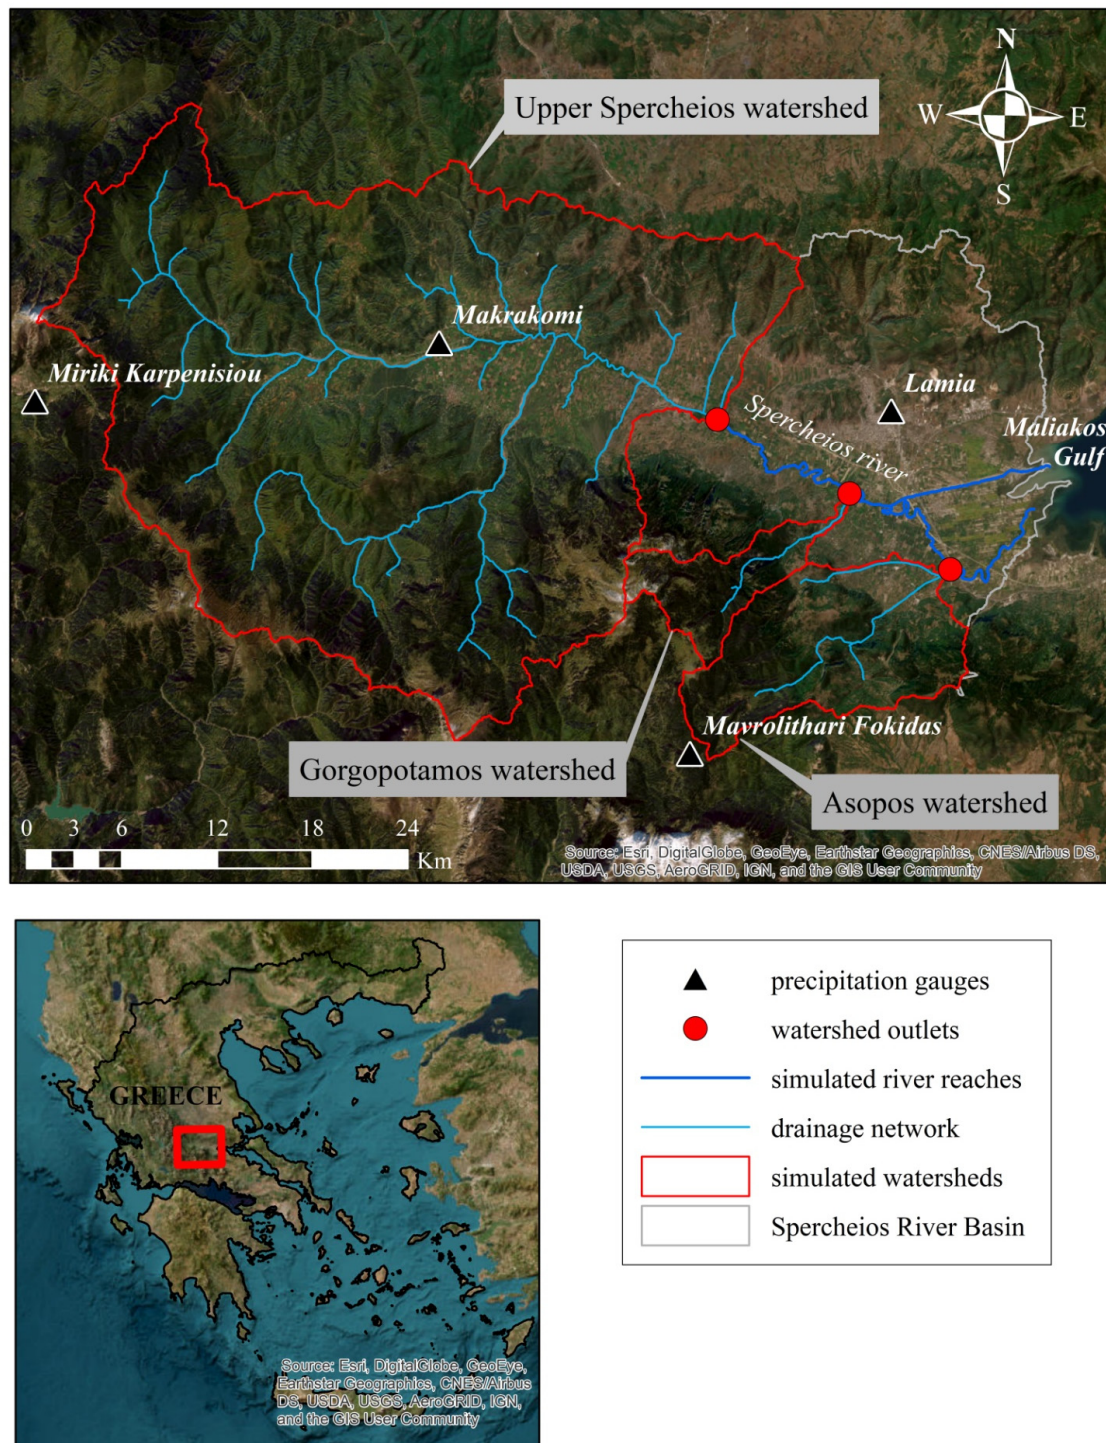 N
W E
S
Upper Spercheios watershed
Makrakomi
Miriki Karpenisiou
Lamia
Spercheios river
Maliakos
Gulf
Mavrolithari Fokidas
Gorgopotamos watershed
Asopos watershed
0 3 6 12 18 24
Km
Source: Esri, DigitalGlobe, GeoEye, Earthstar Geographics, CNES/Airbus DS,
USDA, USGS, AeroGRID, IGN, and the GIS User Community
GREECE
Source: Esri, DigitalGlobe, GeoEye,
Earthstar Geographics, CNES/Airbus
DS, USDA, USGS, AeroGRID, IGN,
and the GIS User Community
precipitation gauges
watershed outlets
simulated river reaches
drainage network
simulated watersheds
Spercheios River Basin